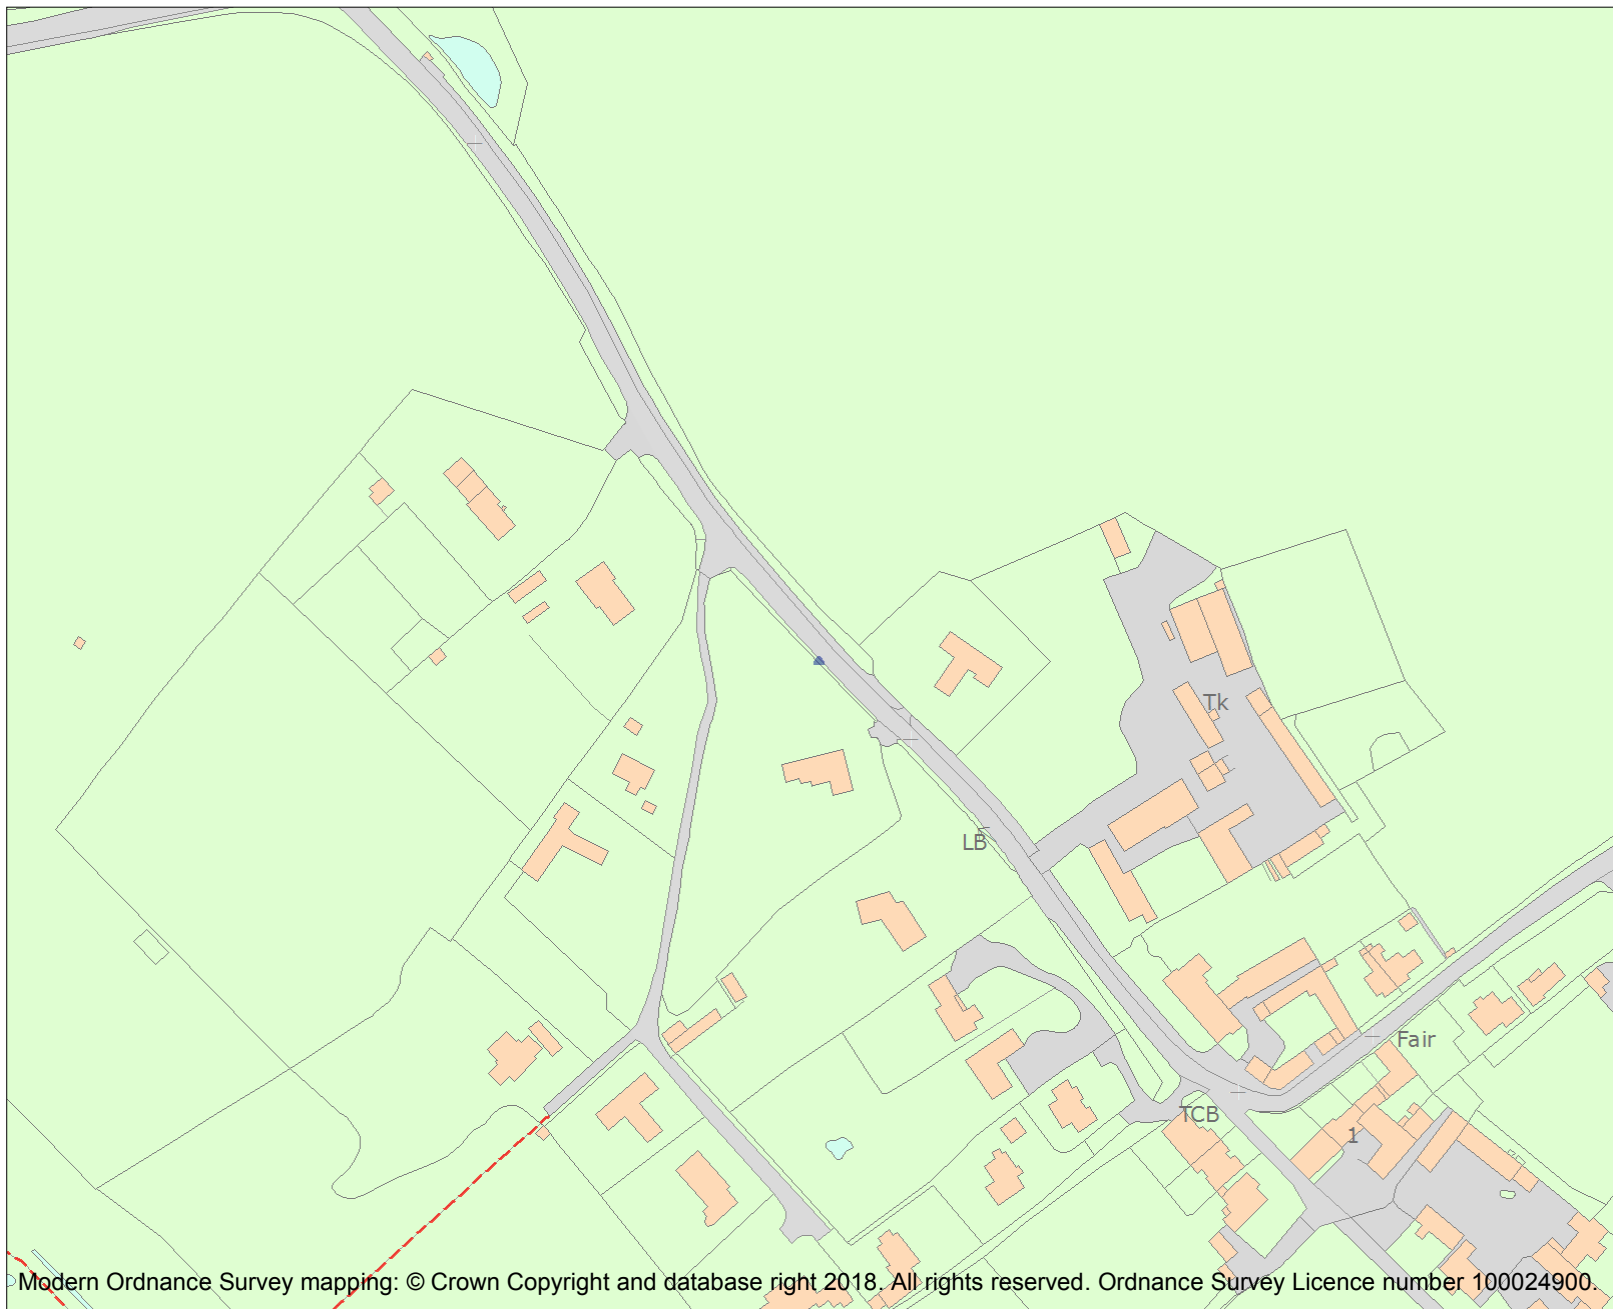 Tk
LB
Fair
TCB
1
Modern Ordnance Survey mapping: © Crown Copyright and database right 2018. All rights reserved. Ordnance Survey Licence number 100024900.